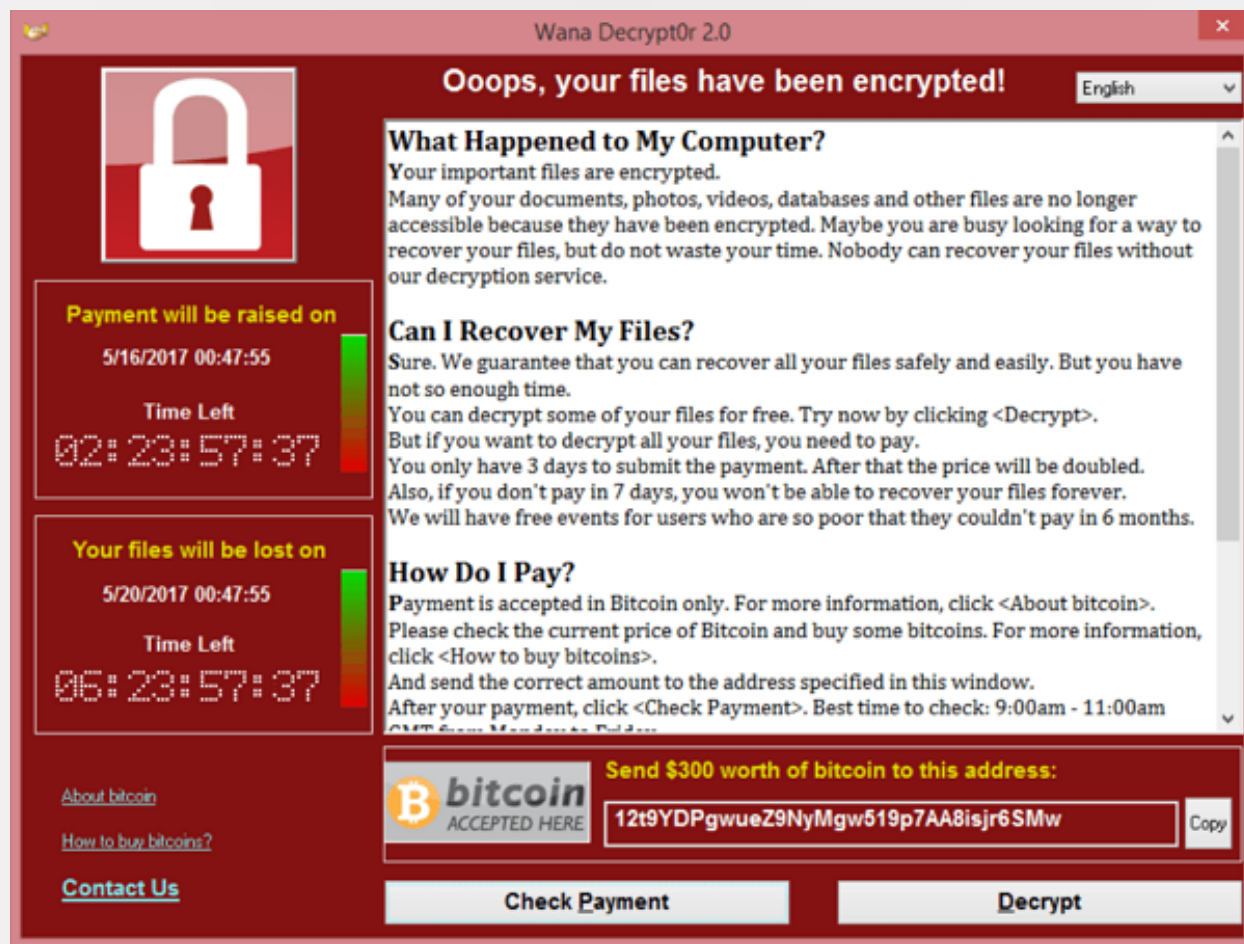 Wana Decrypt0r 2.0
Ooops, your files have been encrypted!
English
What Happened to My Computer?
Your important files are encrypted.
Many of your documents, photos, videos, databases and other files are no longer
accessible because they have been encrypted. Maybe you are busy looking for a way to
recover your files, but do not waste your time. Nobody can recover your files without
our decryption service.
Can I Recover My Files?
Sure. We guarantee that you can recover all your files safely and easily. But you have
not so enough time.
You can decrypt some of your files for free. Try now by clicking <Decrypt>.
But if you want to decrypt all your files, you need to pay.
You only have 3 days to submit the payment. After that the price will be doubled.
Also, if you don't pay in 7 days, you won't be able to recover your files forever.
We will have free events for users who are so poor that they couldn't pay in 6 months.
How Do I Pay?
Payment is accepted in Bitcoin only. For more information, click <About bitcoin>.
Please check the current price of Bitcoin and buy some bitcoins. For more information,
click <How to buy bitcoins>.
And send the correct amount to the address specified in this window.
After your payment, click <Check Payment>. Best time to check: 9:00am - 11:00am
GMT from Monday to Friday.
Payment will be raised on
5/16/2017 00:47:55
Time Left
02:23:57:37
Your files will be lost on
5/20/2017 00:47:55
Time Left
06:23:57:37
About bitcoin
How to buy bitcoins?
Contact Us
bitcoin
ACCEPTED HERE
Send $300 worth of bitcoin to this address:
12t9YDPgwueZ9NyMgw519p7AA8isjr6SMw
Copy
Check Payment
Decrypt